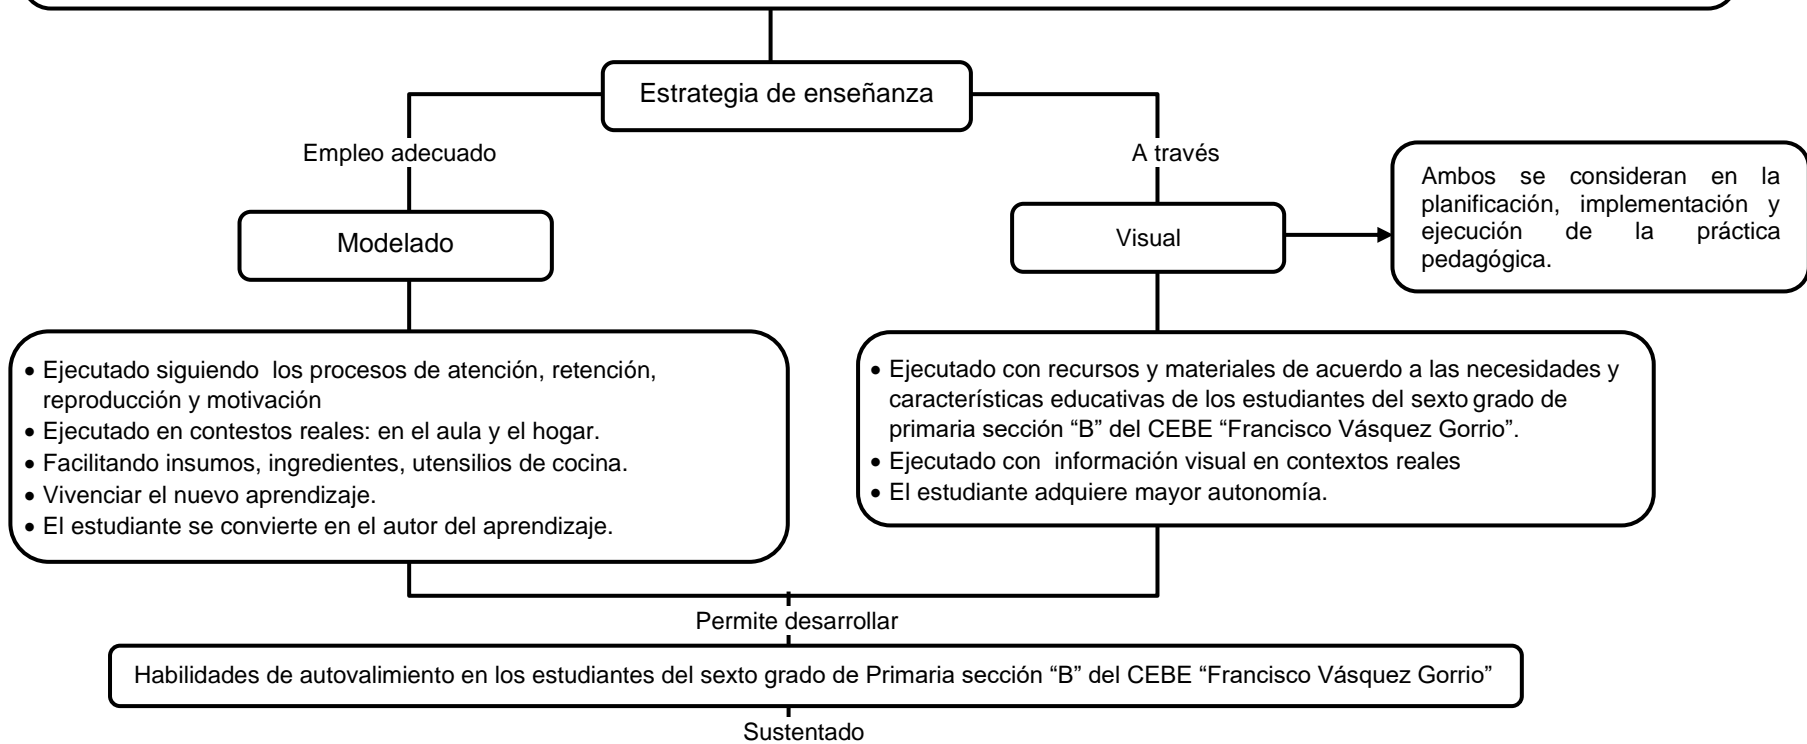 Estrategia de enseñanza
Empleo adecuado
A través
Modelado
Visual
Ambos se consideran en la
planificación, implementación y
ejecución de la práctica
pedagógica.
• Ejecutado siguiendo los procesos de atención, retención,
reproducción y motivación
• Ejecutado en contestos reales: en el aula y el hogar.
• Facilitando insumos, ingredientes, utensilios de cocina.
• Vivenciar el nuevo aprendizaje.
• El estudiante se convierte en el autor del aprendizaje.
• Ejecutado con recursos y materiales de acuerdo a las necesidades y
características educativas de los estudiantes del sexto grado de
primaria sección “B” del CEBE “Francisco Vásquez Gorrio”.
• Ejecutado con información visual en contextos reales
• El estudiante adquiere mayor autonomía.
Permite desarrollar
Habilidades de autovalimiento en los estudiantes del sexto grado de Primaria sección “B” del CEBE “Francisco Vásquez Gorrio”
Sustentado